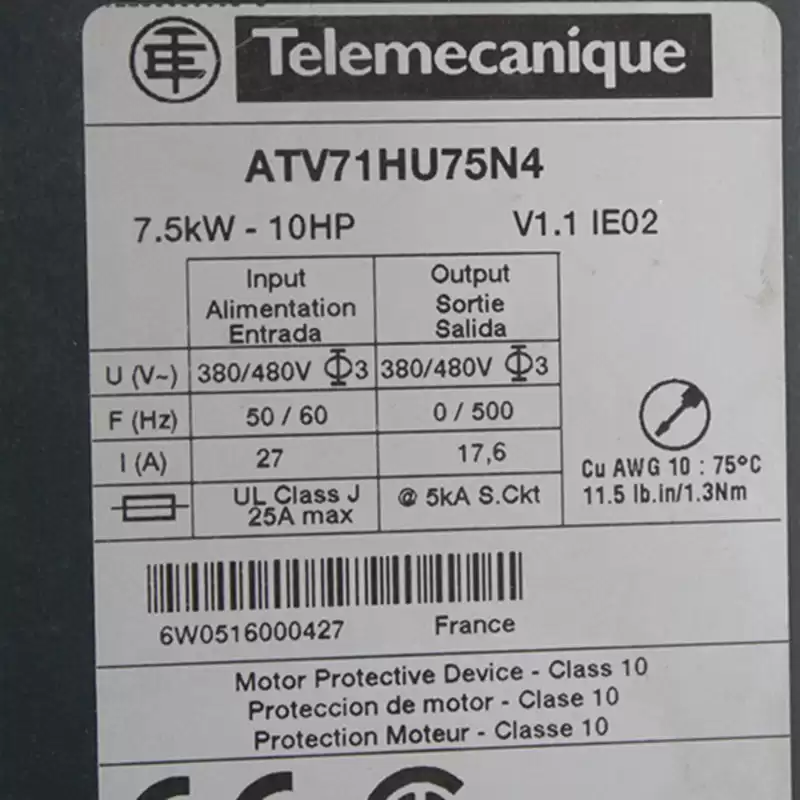 Telemecanique
ATV71HU75N4
7.5kW - 10HP V1.1 IE02
Input Output
Alimentation Sortie
Entrada Salida
U (V~) 380/480V Φ3 380/480V Φ3
F (Hz) 50 / 60 0 / 500
I (A) 27 17,6
UL Class J @ 5kA S.Ckt
25A max
Cu AWG 10 : 75°C
11.5 lb.in/1.3Nm
6W0516000427 France
Motor Protective Device - Class 10
Proteccion de motor - Clase 10
Protection Moteur - Classe 10